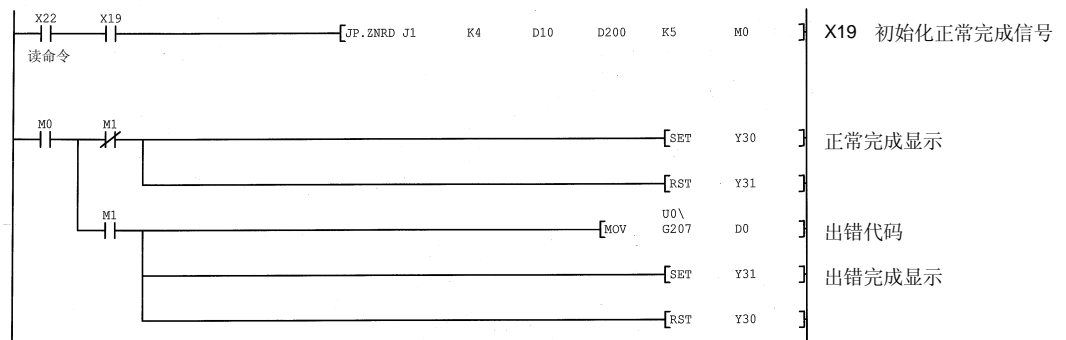 X22 X19
[JP.ZNRD J1 K4 D10 D200 K5 M0 ] X19 初始化正常完成信号
读命令
M0 M1
[SET Y30 ] 正常完成显示
[RST Y31 ]
M1 U0\
[MOV G207 D0 ] 出错代码
[SET Y31 ] 出错完成显示
[RST Y30 ]